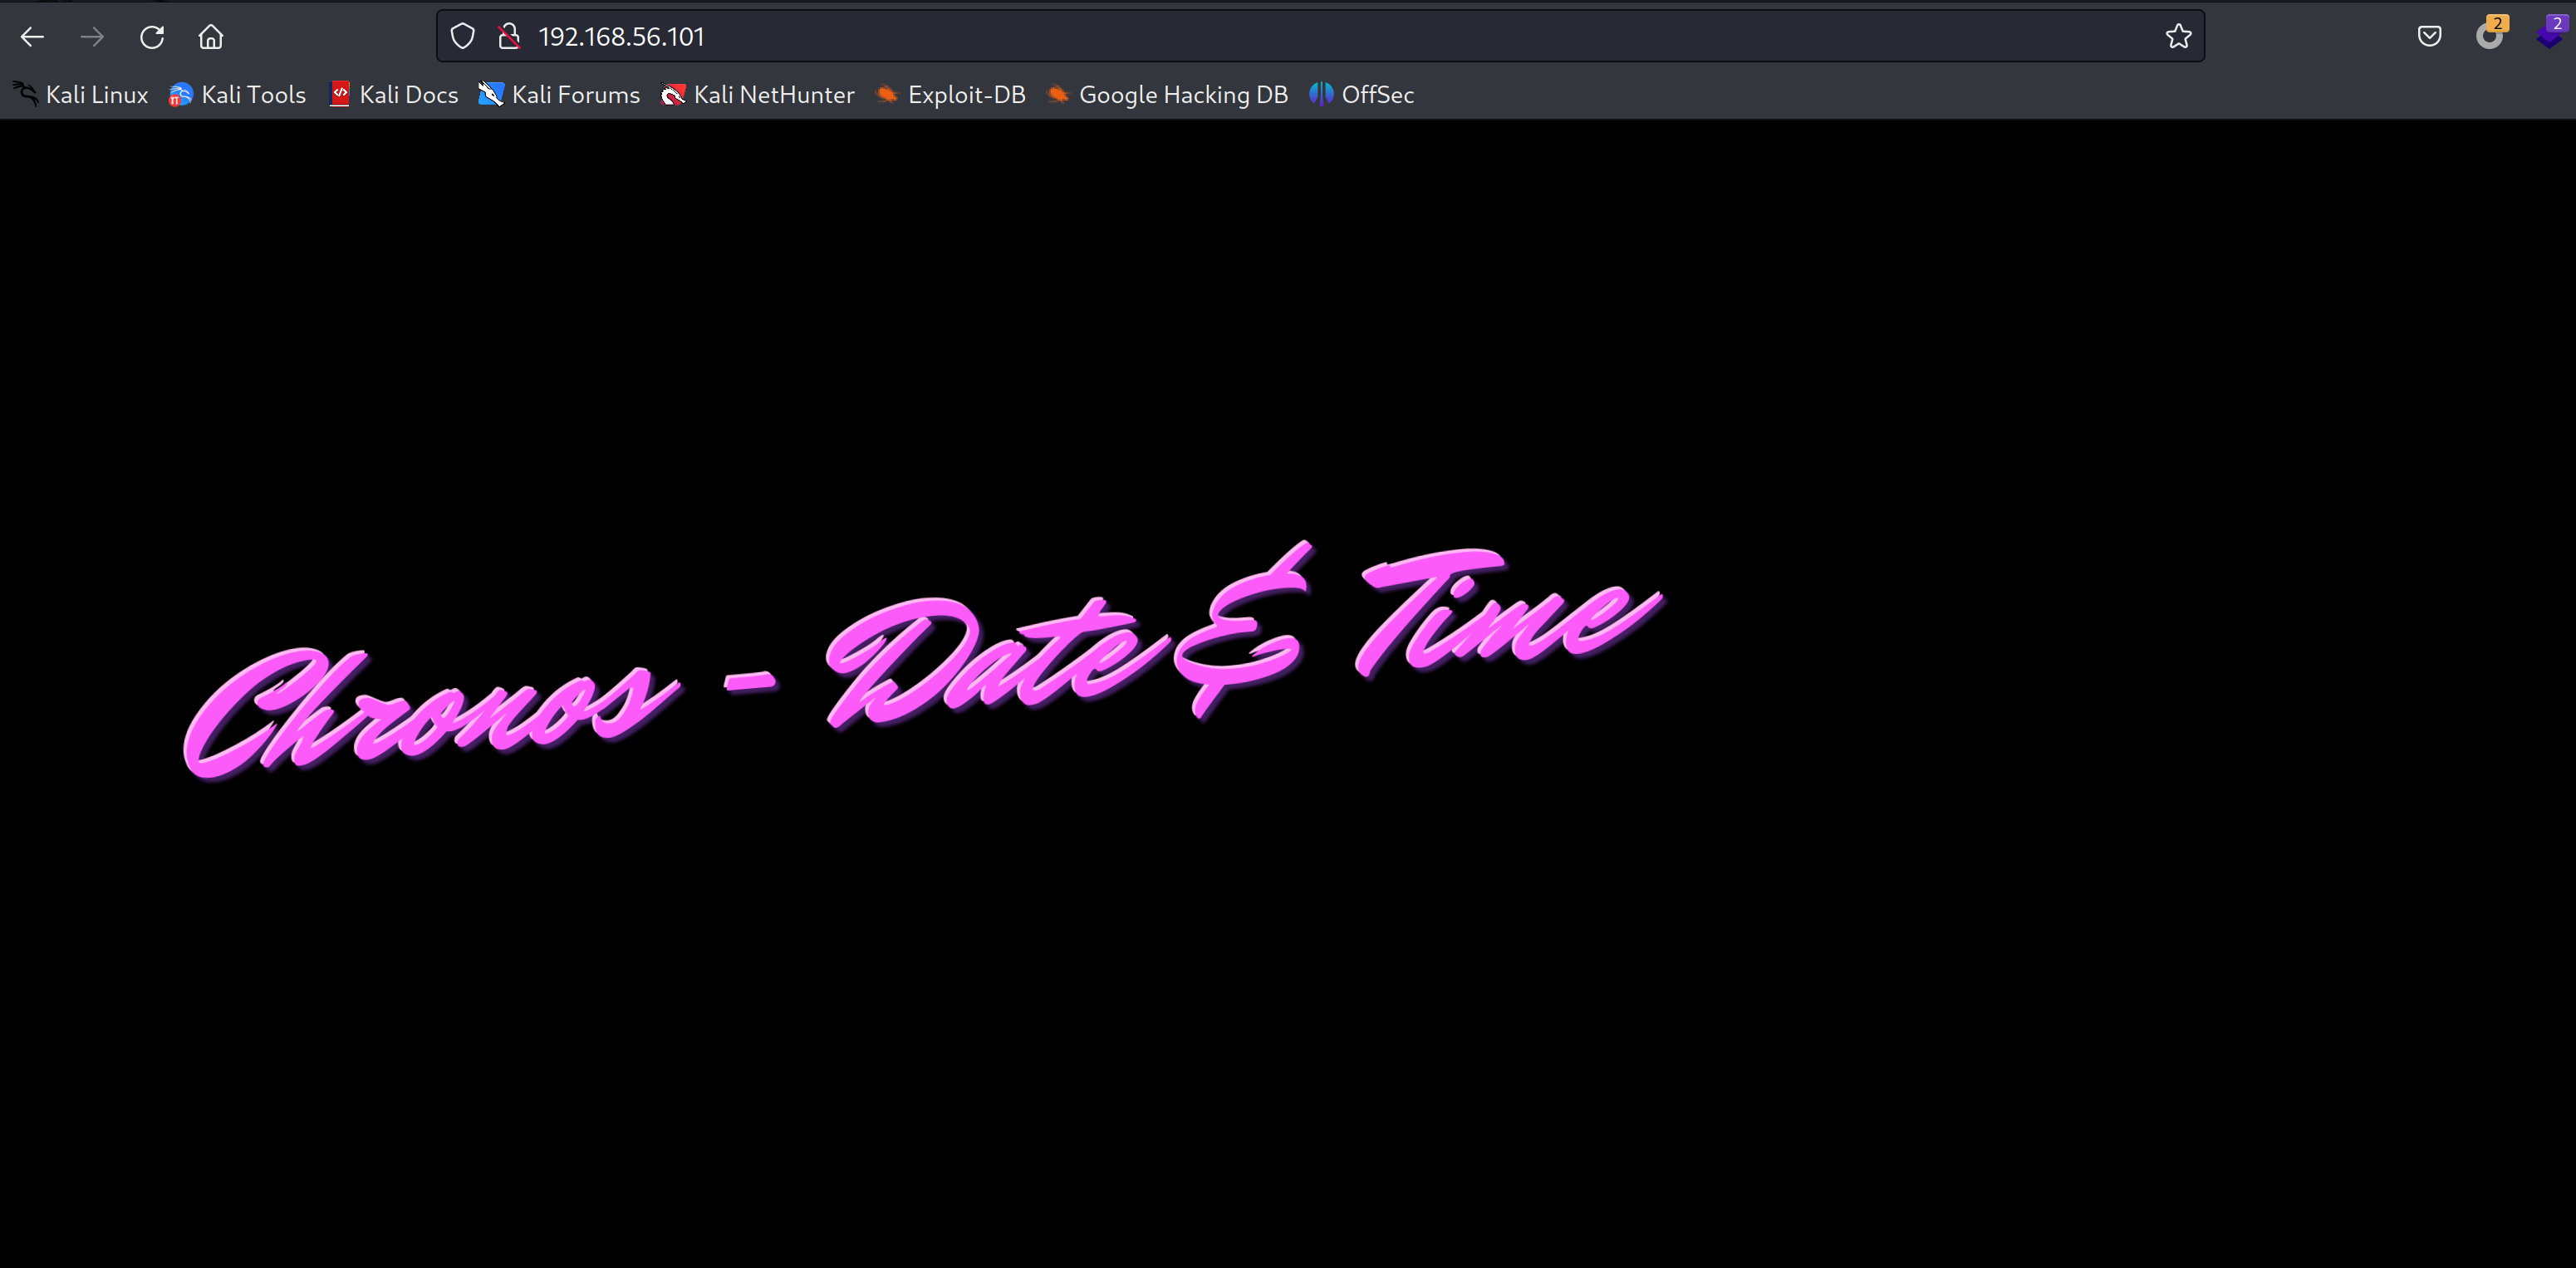 2
2
192.168.56.101
Kali Linux Kali Tools Kali Docs Kali Forums Kali NetHunter Exploit-DB Google Hacking DB OffSec
Chronos - Date & Time